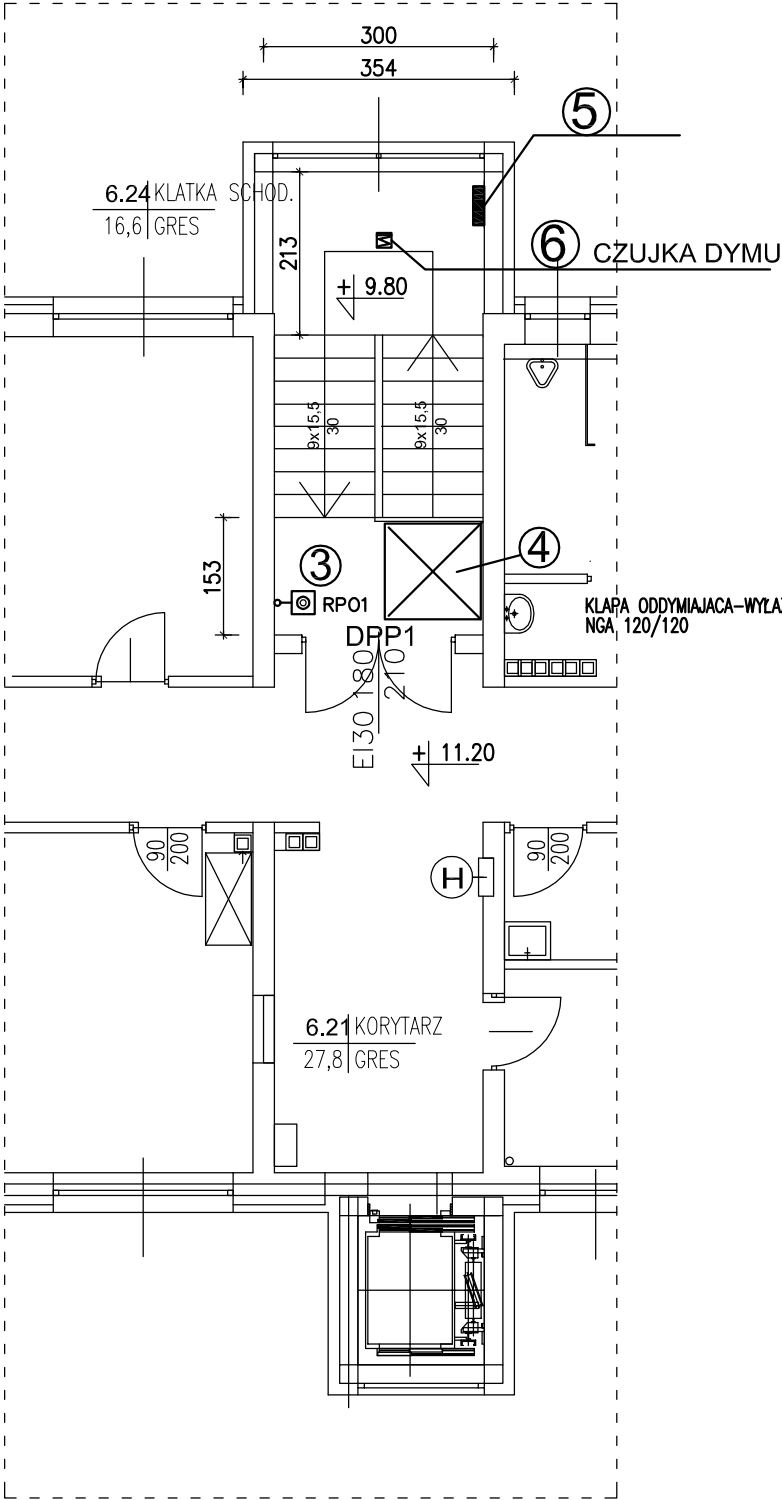 300
354
5
6.24 KLATKA SCHOD.
16,6 GRES
213
6 CZUJKA DYMU
+ 9.80
9x15,5
30
9x15,5
30
153
3
4
RPO1
KLAPA ODDYMIAJACA-WYŁA
NGA 120/120
DPP1
EI30 180
210
+ 11.20
90
200
90
200
H
6.21 KORYTARZ
27,8 GRES